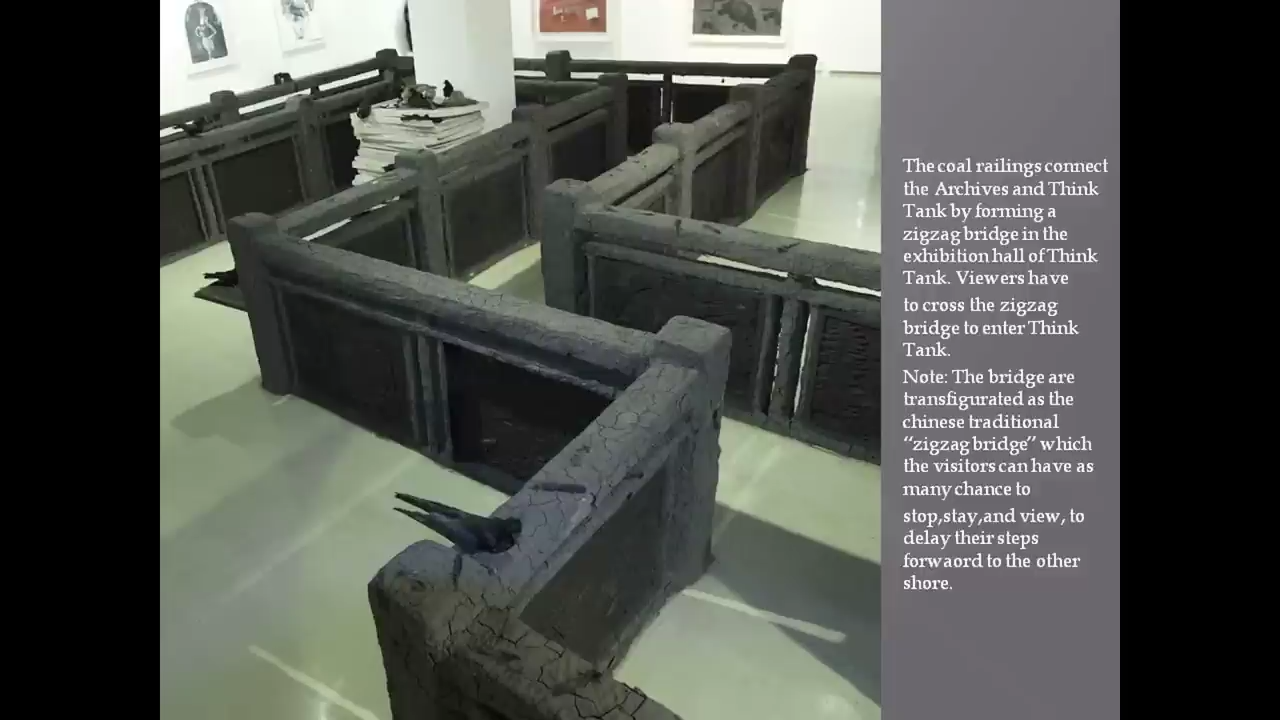 The coal railings connect
the Archives and Think
Tank by forming a
zigzag bridge in the
exhibition hall of Think
Tank. Viewers have
to cross the zigzag
bridge to enter Think
Tank.
Note: The bridge are
transfigurated as the
chinese traditional
“zigzag bridge” which
the visitors can have as
many chance to
stop,stay,and view, to
delay their steps
forwaord to the other
shore.